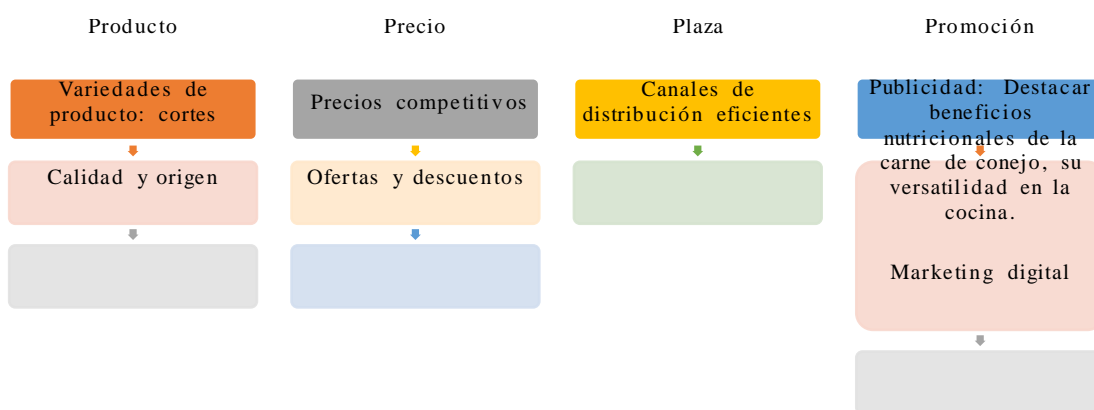 Producto
Precio
Plaza
Promoción
Variedades de
producto: cortes
Calidad y origen
Precios competitivos
Ofertas y descuentos
Canales de
distribución eficientes
Publicidad: Destacar
beneficios
nutricionales de la
carne de conejo, su
versatilidad en la
cocina.
Marketing digital